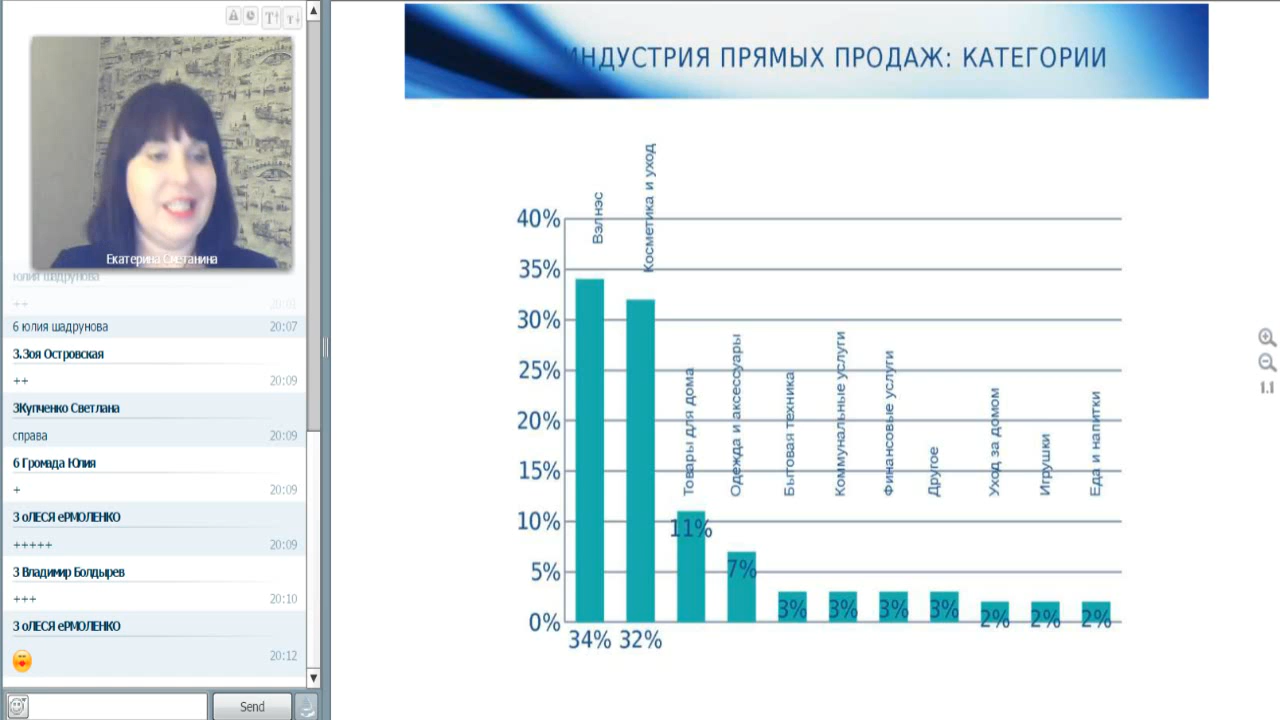 Екатерина Сметанина
юлия шадрунова
++ 20:01
6 юлия шадрунова 20:07
3.Зоя Островская
++ 20:09
3Купченко Светлана
справа 20:09
6 Громада Юлия
+ 20:09
3 оЛЕСЯ еРМОЛЕНКО
+++++ 20:09
3 Владимир Болдырев
+++ 20:10
3 оЛЕСЯ еРМОЛЕНКО
20:12
Send
ИНДУСТРИЯ ПРЯМЫХ ПРОДАЖ: КАТЕГОРИИ
40%
35%
30%
25%
20%
15%
10%
5%
0%
Вэлнэс
Косметика и уход
Товары для дома
Одежда и аксессуары
Бытовая техника
Коммунальные услуги
Финансовые услуги
Другое
Уход за домом
Игрушки
Еда и напитки
34% 32% 11% 7% 3% 3% 3% 3% 2% 2% 2%
1:1